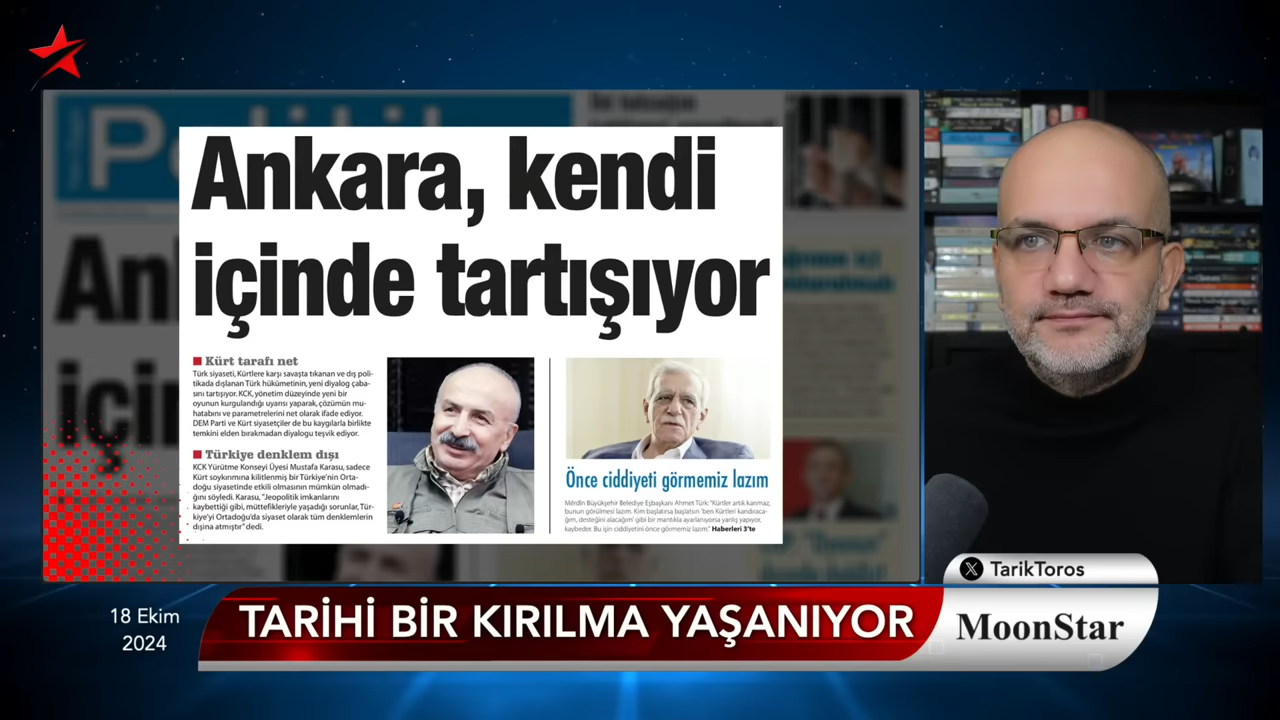 Ankara, kendi
içinde tartışıyor
Kürt tarafı net
Türk siyaseti, Kürtlere karşı savaşta tıkanan ve dış poli-
tikada dışlanan Türk hükümetinin, yeni diyalog çaba-
sını tartışıyor. KCK, yönetim düzeyinde yeni bir
oyunun kurgulandığı uyarısı yaparak, çözümün mu-
hatabını ve parametrelerini net olarak ifade ediyor.
DEM Parti ve Kürt siyasetçiler de bu kaygılarla birlikte
temkini elden bırakmadan diyalogu teşvik ediyor.
Türkiye denklem dışı
KCK Yürütme Konseyi Üyesi Mustafa Karasu, sadece
Kürt soykırımına kilitlenmiş bir Türkiye'nin Orta-
doğu siyasetinde etkili olmasının mümkün olmadı-
ğını söyledi. Karasu, "Jeopolitik imkanlarını
kaybettiği gibi, müttefikleriyle yaşadığı sorunlar, Tür-
kiye'yi Ortadoğu'da siyaset olarak tüm denklemlerin
dışına atmıştır" dedi.
Önce ciddiyeti görmemiz lazım
Mêrdîn Büyükşehir Belediye Eşbaşkanı Ahmet Türk: "Kürtler artık kanmaz,
bunun görülmesi lazım. Kim başlatırsa başlatsın 'ben Kürtleri kandıraca-
ğım, desteğini alacağım' gibi bir mantıkla ayarlanıyorsa yanlış yapıyor,
kaybeder. Bu işin ciddiyetini önce görmemiz lazım." Haberleri 3'te
TarikToros
MoonStar
18 Ekim
2024
TARİHİ BİR KIRILMA YAŞANIYOR